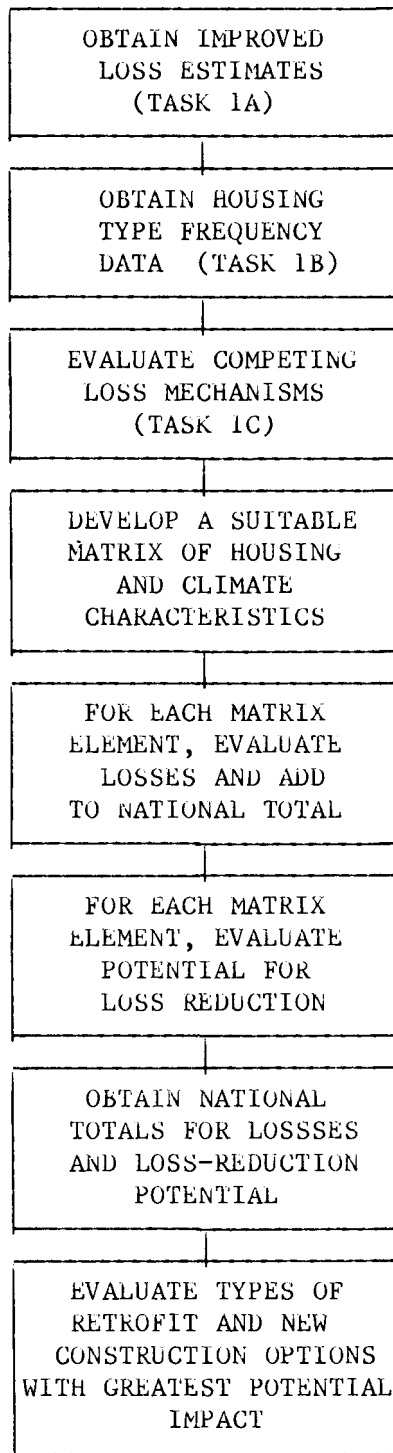 OBTAIN IMPROVED
LOSS ESTIMATES
(TASK 1A)
OBTAIN HOUSING
TYPE FREQUENCY
DATA (TASK 1B)
EVALUATE COMPETING
LOSS MECHANISMS
(TASK 1C)
DEVELOP A SUITABLE
MATRIX OF HOUSING
AND CLIMATE
CHARACTERISTICS
FOR EACH MATRIX
ELEMENT, EVALUATE
LOSSES AND ADD
TO NATIONAL TOTAL
FOR EACH MATRIX
ELEMENT, EVALUATE
POTENTIAL FOR
LOSS REDUCTION
OBTAIN NATIONAL
TOTALS FOR LOSSSES
AND LOSS-REDUCTION
POTENTIAL
EVALUATE TYPES OF
RETROFIT AND NEW
CONSTRUCTION OPTIONS
WITH GREATEST POTENTIAL
IMPACT